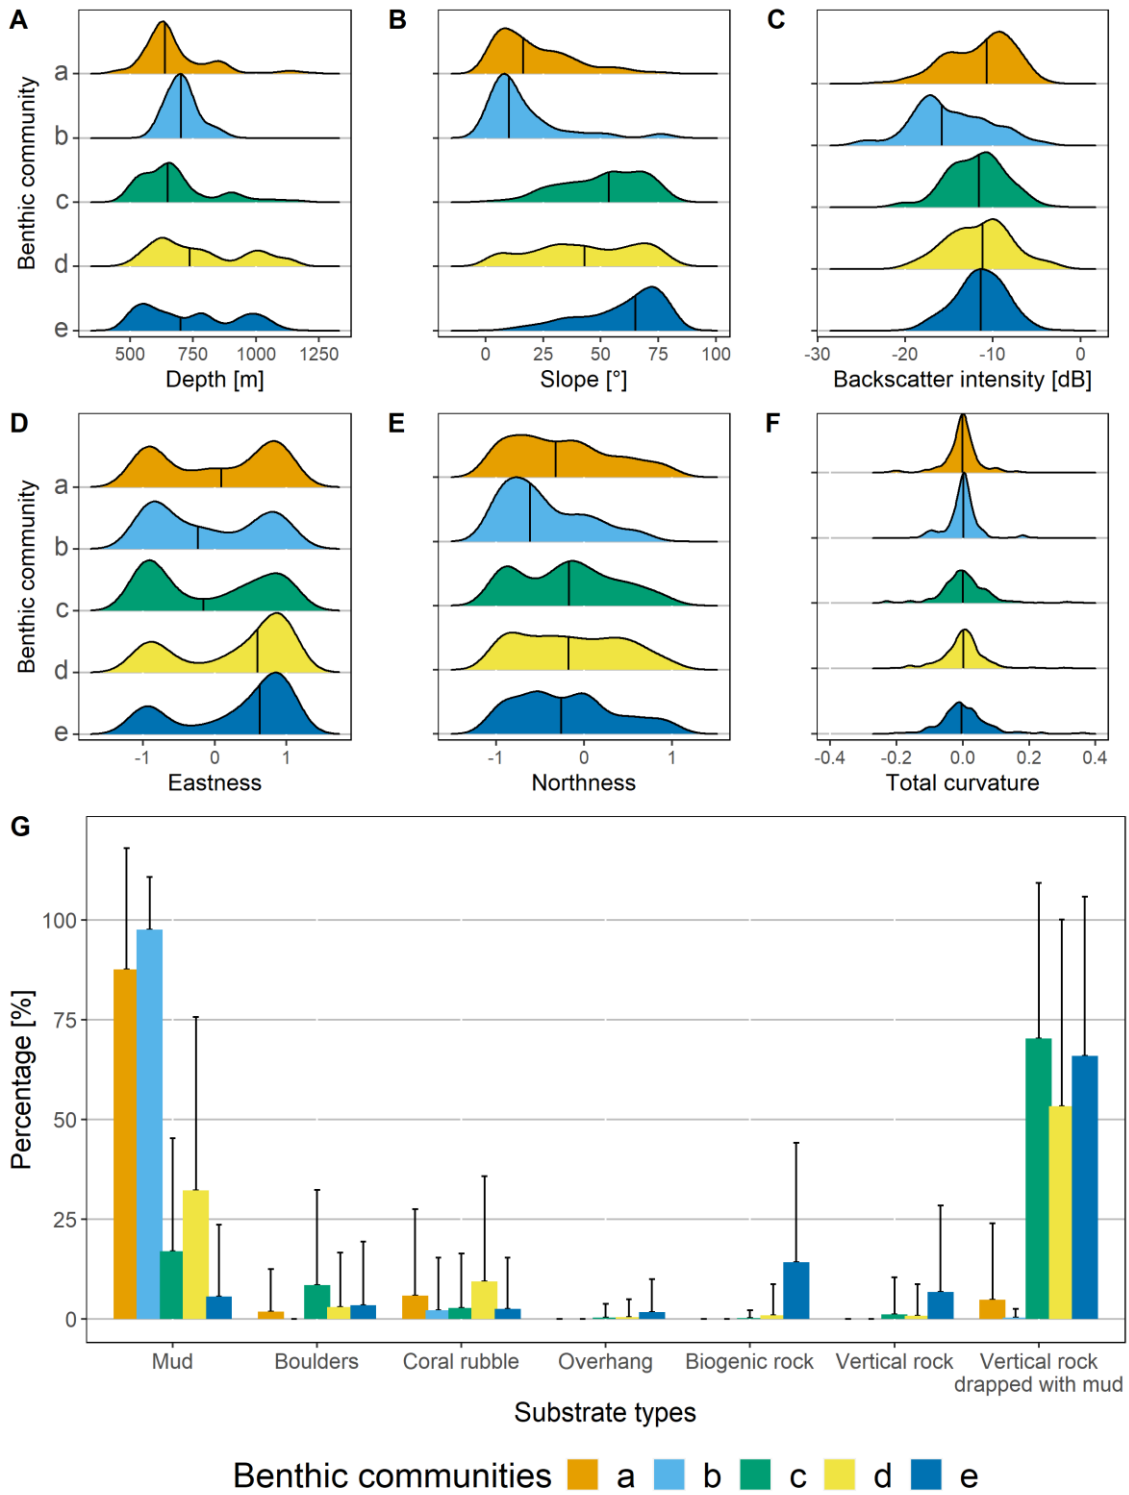 A
B
C
Benthic community
a
b
c
d
e
500
750
1000
1250
Depth [m]
0
25
50
75
100
Slope [°]
-30
-20
-10
0
Backscatter intensity [dB]
D
E
F
Benthic community
a
b
c
d
e
-1
0
1
Eastness
-1
0
1
Northness
-0.4
-0.2
0.0
0.2
0.4
Total curvature
G
Percentage [%]
100
75
50
25
0
Mud
Boulders
Coral rubble
Overhang
Biogenic rock
Vertical rock
Vertical rock
drapped with mud
Substrate types
Benthic communities a b c d e